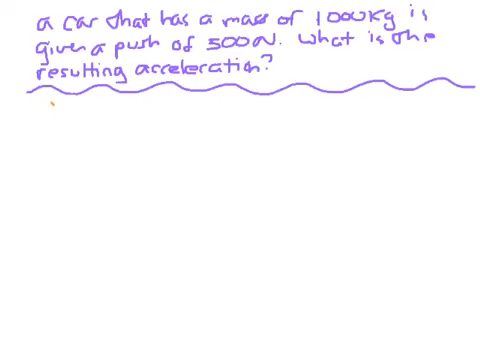 a car that has a mass of 1000kg is
given a push of 500N. What is the
resulting acceleration?